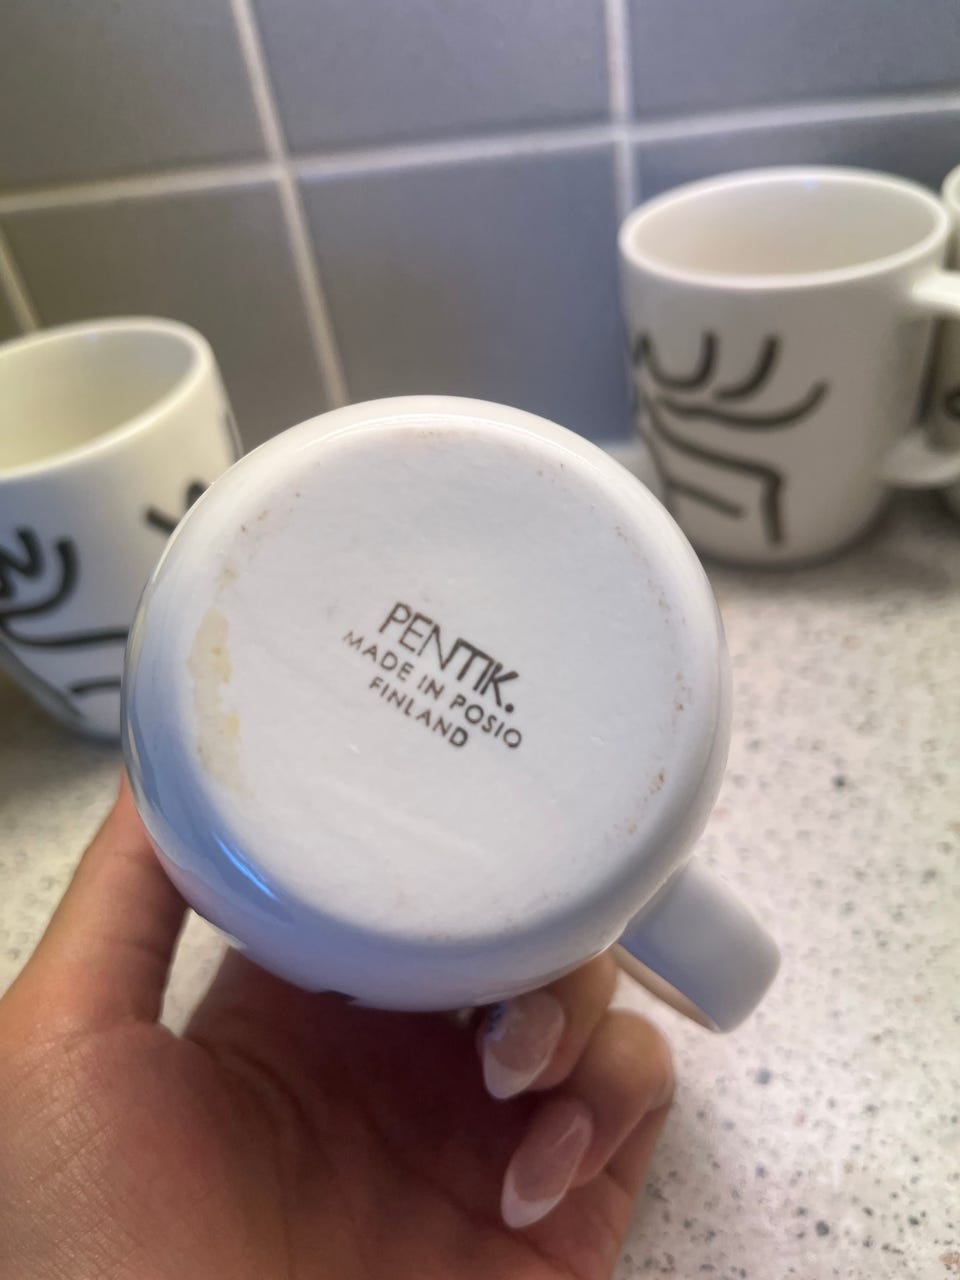 PENTIK.
MADE IN POSIO
FINLAND